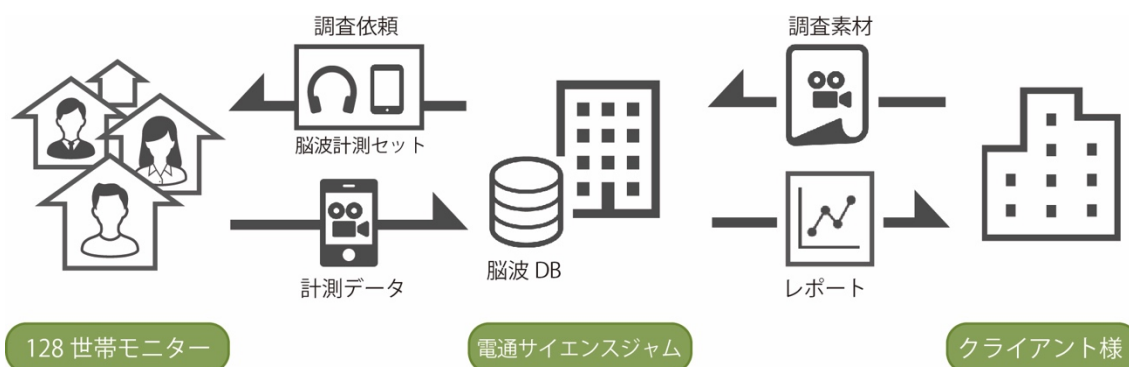 調査依頼
調査素材
脳波計測セット
脳波 DB
計測データ
レポート
128 世帯モニター
電通サイエンスジャム
クライアント様